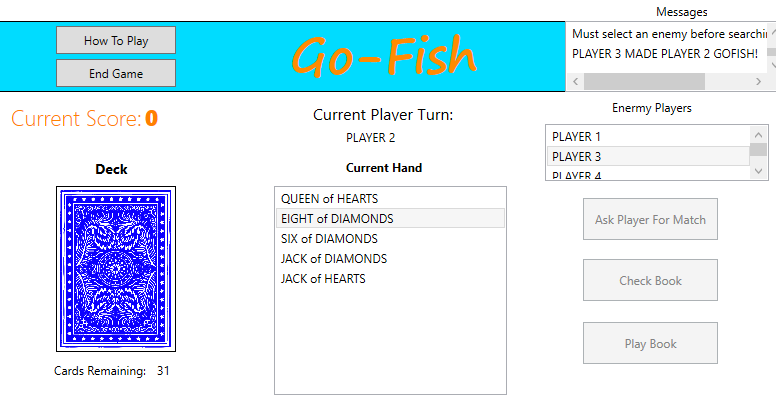 Messages
How To Play
End Game
Go-Fish
Must select an enemy before searchin
PLAYER 3 MADE PLAYER 2 GOFISH!
Current Score: 0
Current Player Turn:
PLAYER 2
Enermy Players
PLAYER 1
PLAYER 3
PLAYER 4
Deck
Current Hand
QUEEN of HEARTS
EIGHT of DIAMONDS
SIX of DIAMONDS
JACK of DIAMONDS
JACK of HEARTS
Ask Player For Match
Check Book
Play Book
Cards Remaining: 31